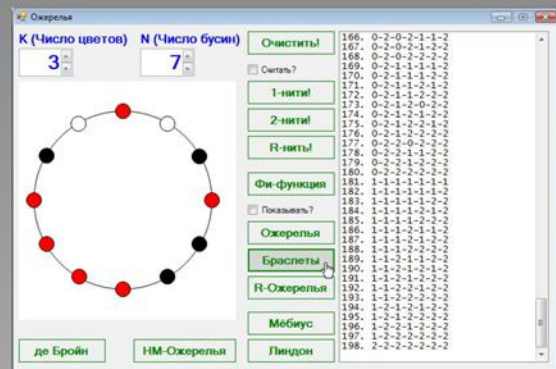 Ожерелья
K (Число цветов) N (Число бусин)
3 7
Очистить!
Считать?
1-нити!
2-нити!
R-нить!
Фи-функция
Показывать?
Ожерелья
Браслеты
R-Ожерелья
Мёбиус
Линдон
де Бройн
НМ-Ожерелья
166. 0-2-0-2-1-1-2
167. 0-2-0-2-1-2-2
168. 0-2-0-2-2-2-2
169. 0-2-1-1-1-1-2
170. 0-2-1-1-1-2-2
171. 0-2-1-1-2-1-2
172. 0-2-1-1-2-2-2
173. 0-2-1-2-0-2-2
174. 0-2-1-2-1-2-2
175. 0-2-1-2-2-1-2
176. 0-2-1-2-2-2-2
177. 0-2-2-0-2-2-2
178. 0-2-2-1-1-2-2
179. 0-2-2-1-2-2-2
180. 0-2-2-2-2-2-2
181. 1-1-1-1-1-1-1
182. 1-1-1-1-1-1-2
183. 1-1-1-1-1-2-2
184. 1-1-1-1-2-1-2
185. 1-1-1-1-2-2-2
186. 1-1-1-2-1-1-2
187. 1-1-1-2-1-2-2
188. 1-1-1-2-2-2-2
189. 1-1-2-1-1-2-2
190. 1-1-2-1-2-1-2
191. 1-1-2-1-2-2-2
192. 1-1-2-2-1-2-2
193. 1-1-2-2-2-2-2
194. 1-2-1-2-1-2-2
195. 1-2-1-2-2-2-2
196. 1-2-2-1-2-2-2
197. 1-2-2-2-2-2-2
198. 2-2-2-2-2-2-2